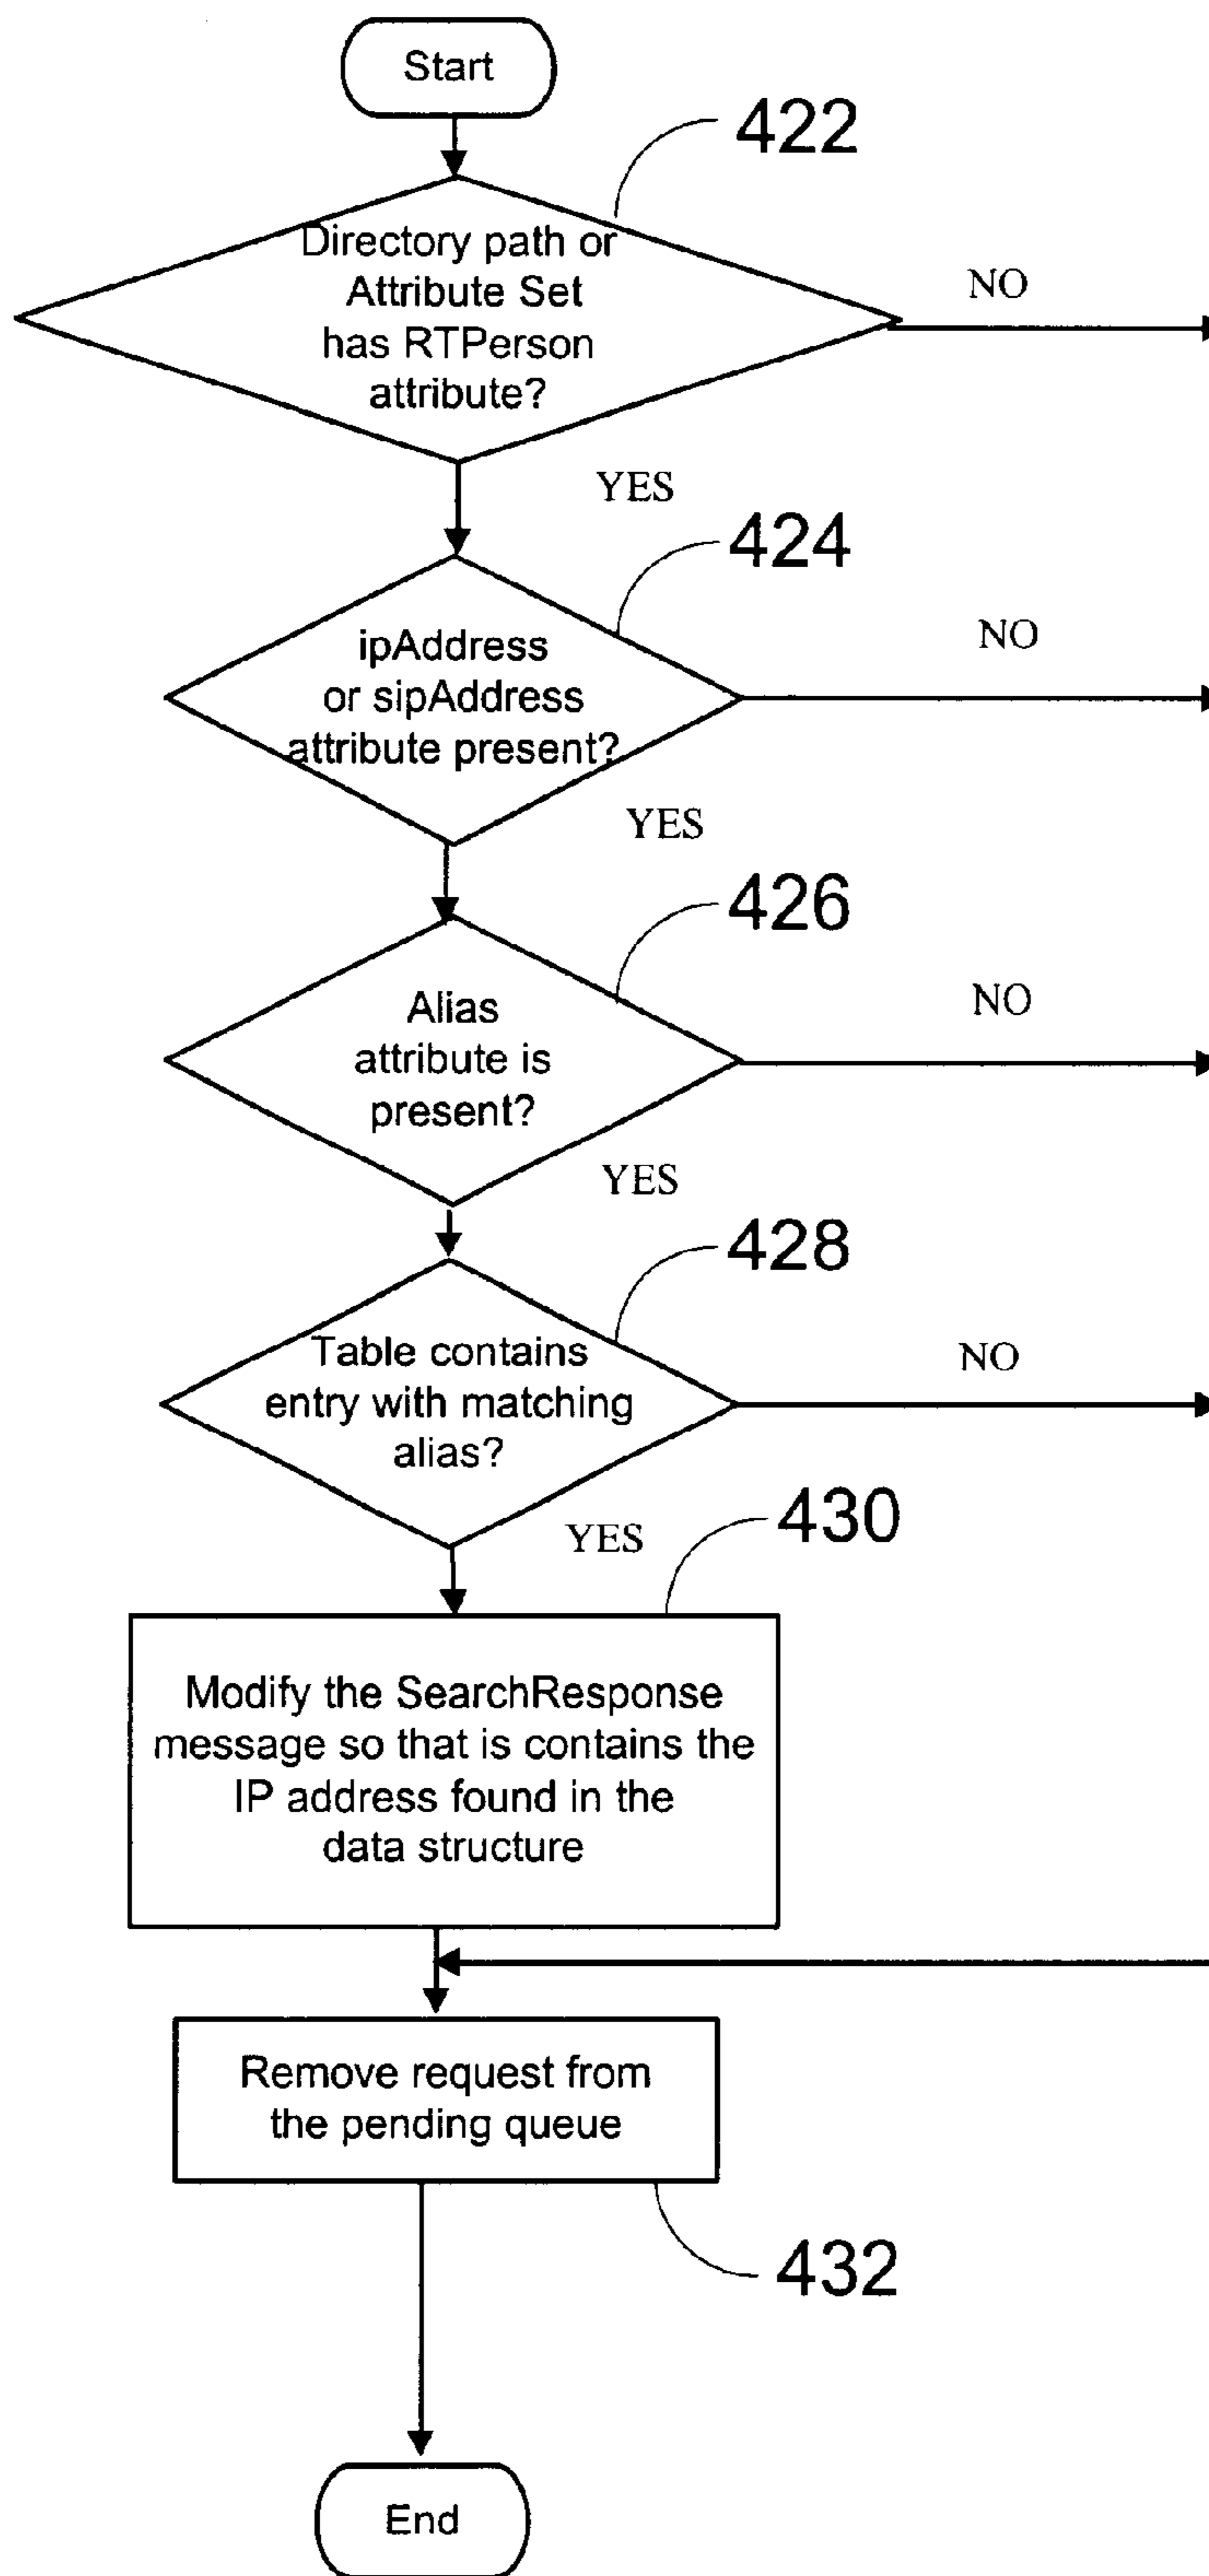 Start
422
Directory path or
Attribute Set
has RTPerson
attribute?
NO
YES
424
ipAddress
or sipAddress
attribute present?
NO
YES
426
Alias
attribute is
present?
NO
YES
428
Table contains
entry with matching
alias?
NO
YES
430
Modify the SearchResponse
message so that is contains the
IP address found in the
data structure
Remove request from
the pending queue
432
End